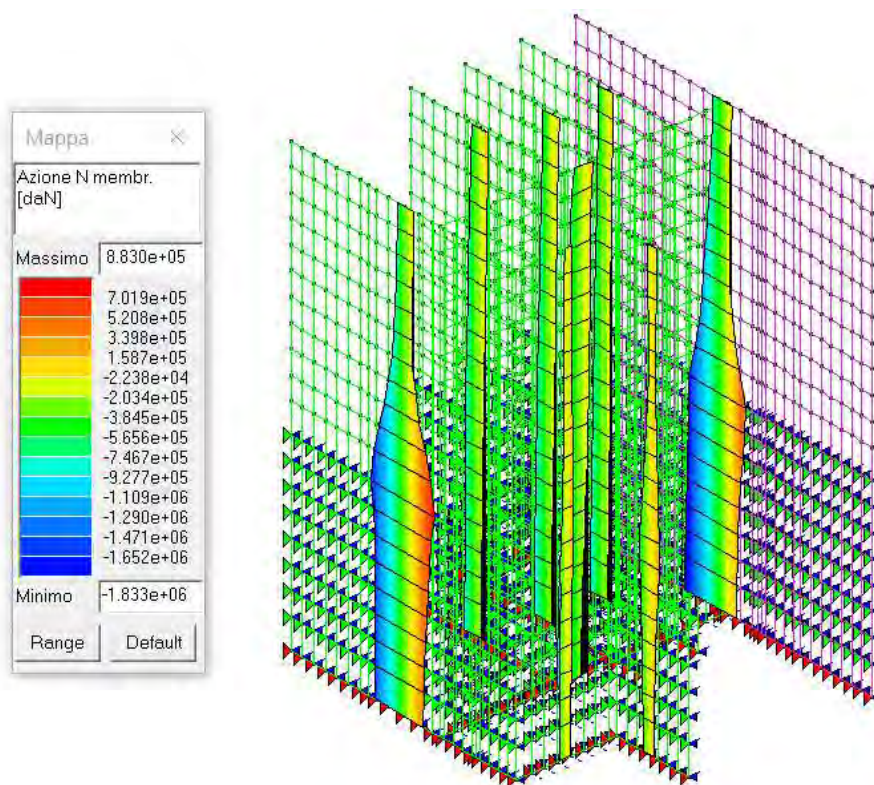 Mappa
Azione N membr.
[daN]
Massimo 8.830e+05
7.019e+05
5.208e+05
3.398e+05
1.587e+05
-2.238e+04
-2.034e+05
-3.845e+05
-5.656e+05
-7.467e+05
-9.277e+05
-1.109e+06
-1.290e+06
-1.471e+06
-1.652e+06
Minimo -1.833e+06
Range Default